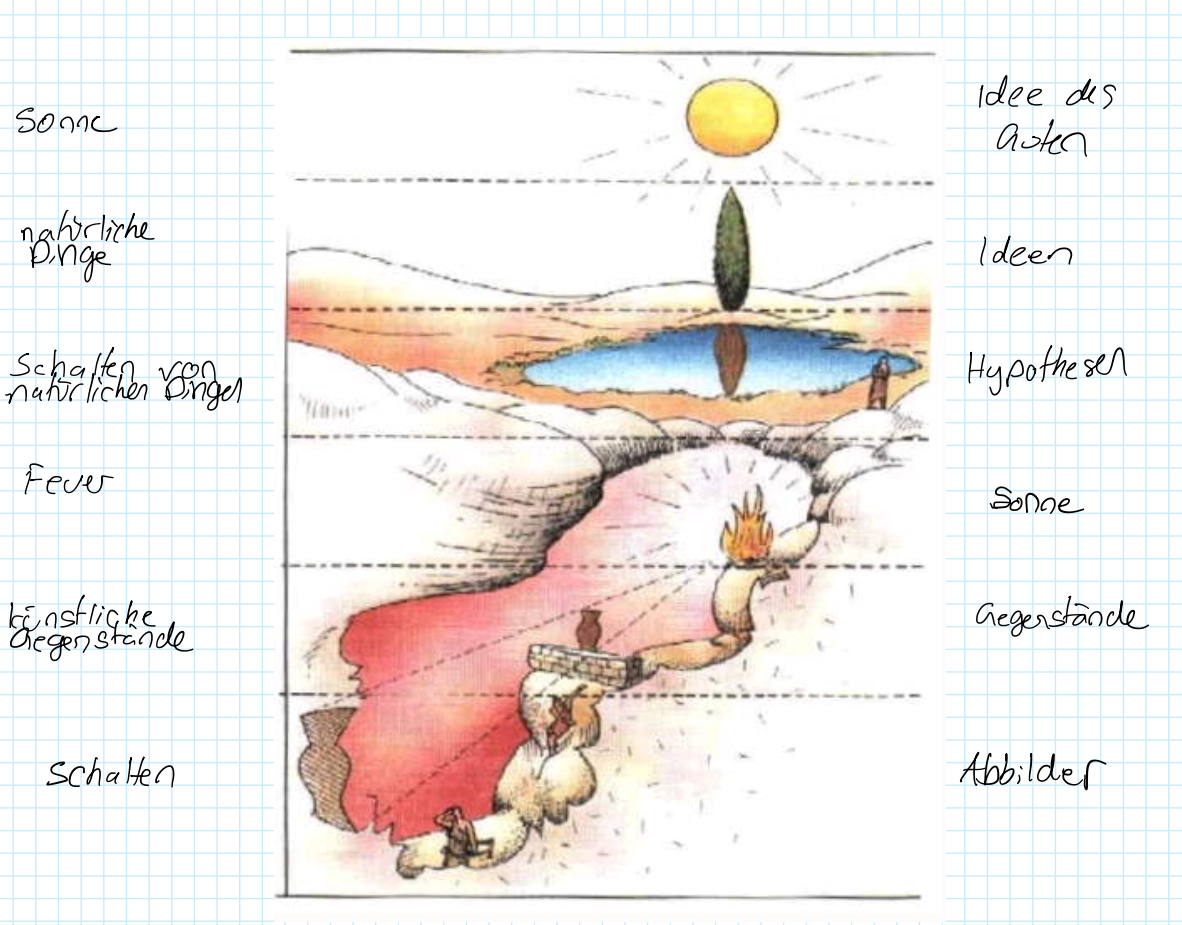 Sonne
Idee des
Guten
natürliche
Dinge
Ideen
Schatten von
natürlichen Dingen
Hypothesen
Feuer
Sonne
künstliche
Gegenstände
Gegenstände
Schatten
Abbilder